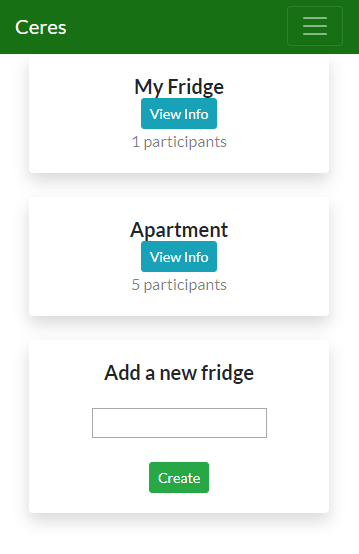 Ceres
My Fridge
View Info
1 participants
Apartment
View Info
5 participants
Add a new fridge
Create